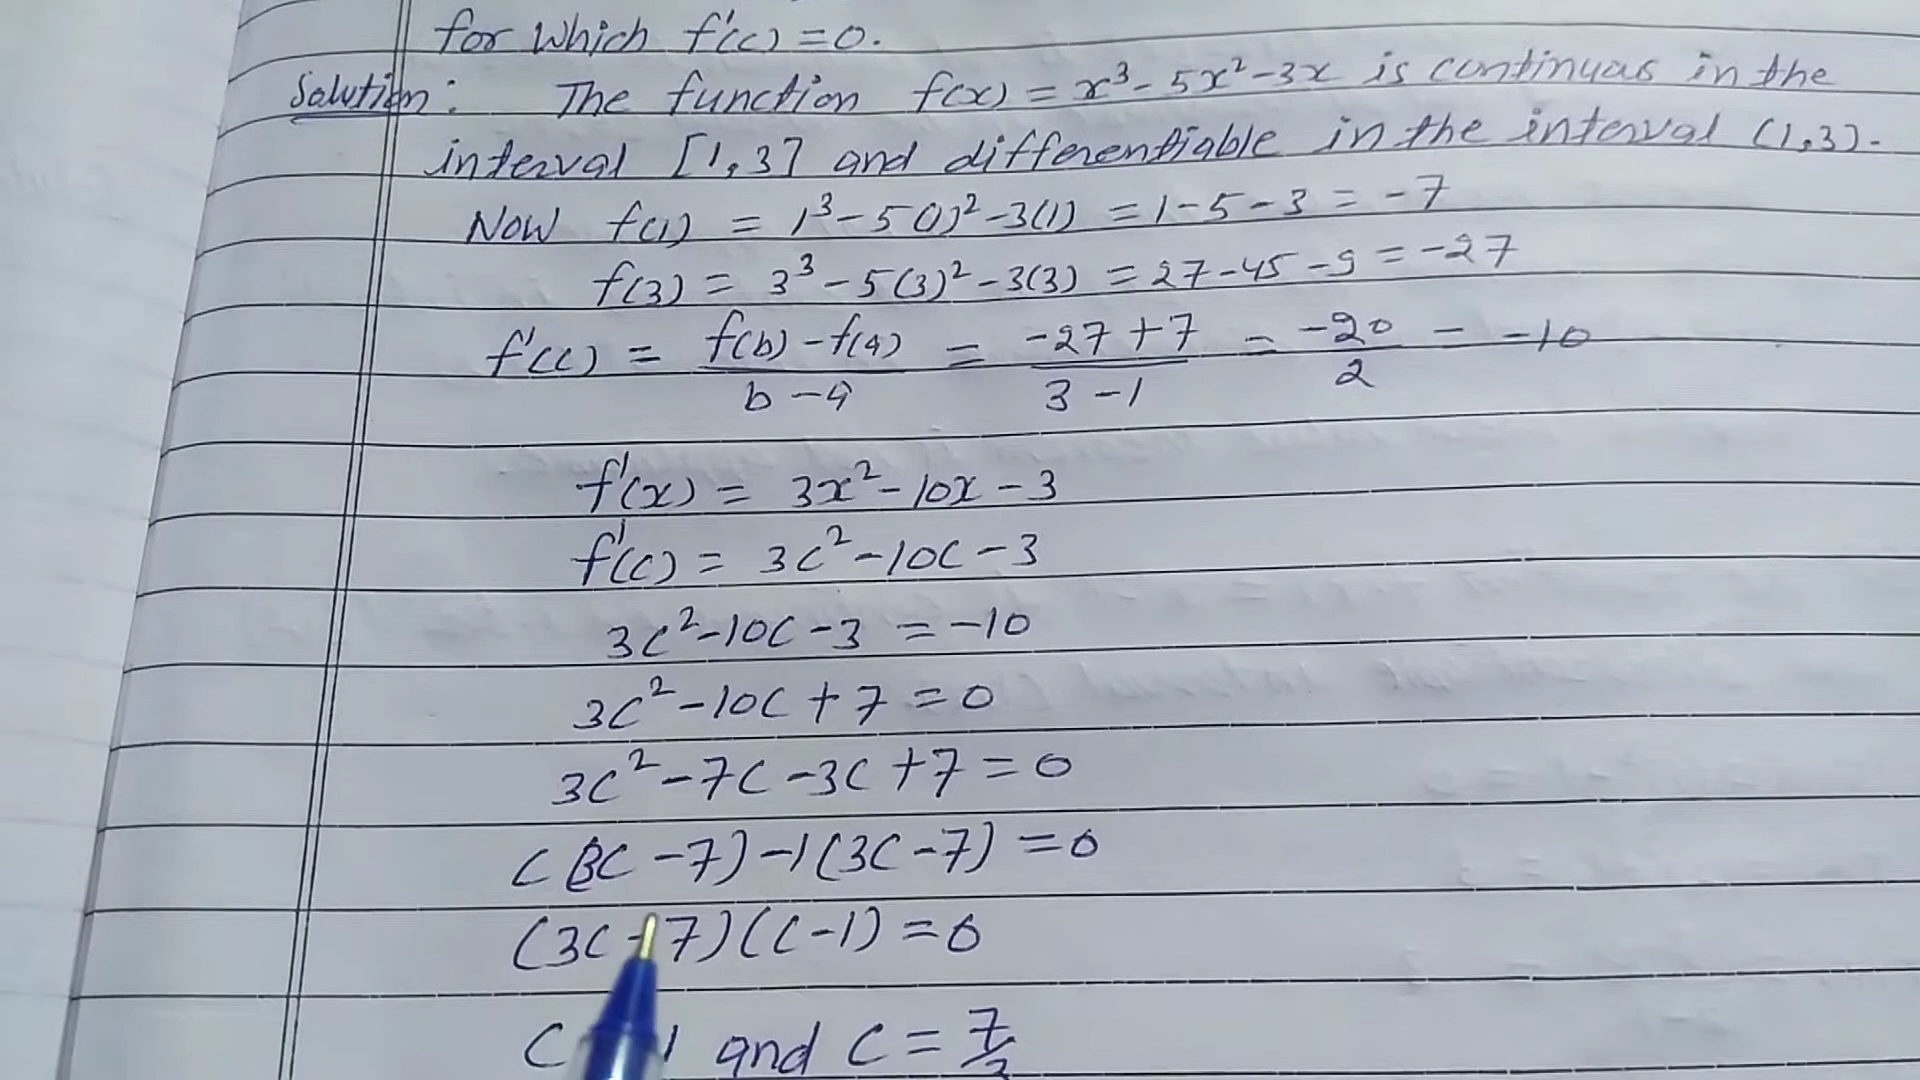 for which f'(c) = 0.
Solution: The function f(x) = x³ - 5x² - 3x is continuas in the
interval [1,3] and differentiable in the interval (1,3).
Now f(1) = 1³ - 5(1)² - 3(1) = 1 - 5 - 3 = -7
f(3) = 3³ - 5(3)² - 3(3) = 27 - 45 - 9 = -27
f'(c) = f(b) - f(a) / b - a = -27 + 7 / 3 - 1 = -20 / 2 = -10
f'(x) = 3x² - 10x - 3
f'(c) = 3c² - 10c - 3
3c² - 10c - 3 = -10
3c² - 10c + 7 = 0
3c² - 7c - 3c + 7 = 0
c(3c - 7) - 1(3c - 7) = 0
(3c - 7)(c - 1) = 0
c 1 and c = 7/3